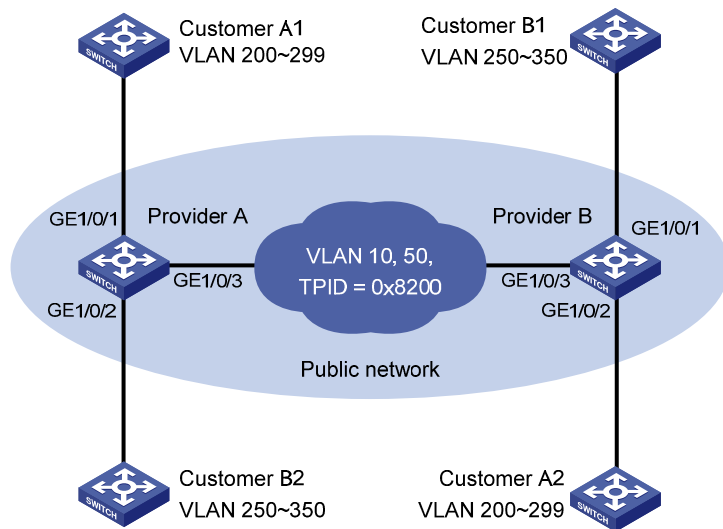 Customer A1
VLAN 200~299
SWITCH
Customer B1
VLAN 250~350
SWITCH
GE1/0/1
Provider A
SWITCH
GE1/0/3
GE1/0/2
VLAN 10, 50,
TPID = 0x8200
Provider B
GE1/0/1
SWITCH
GE1/0/3
GE1/0/2
Public network
Customer B2
VLAN 250~350
SWITCH
Customer A2
VLAN 200~299
SWITCH